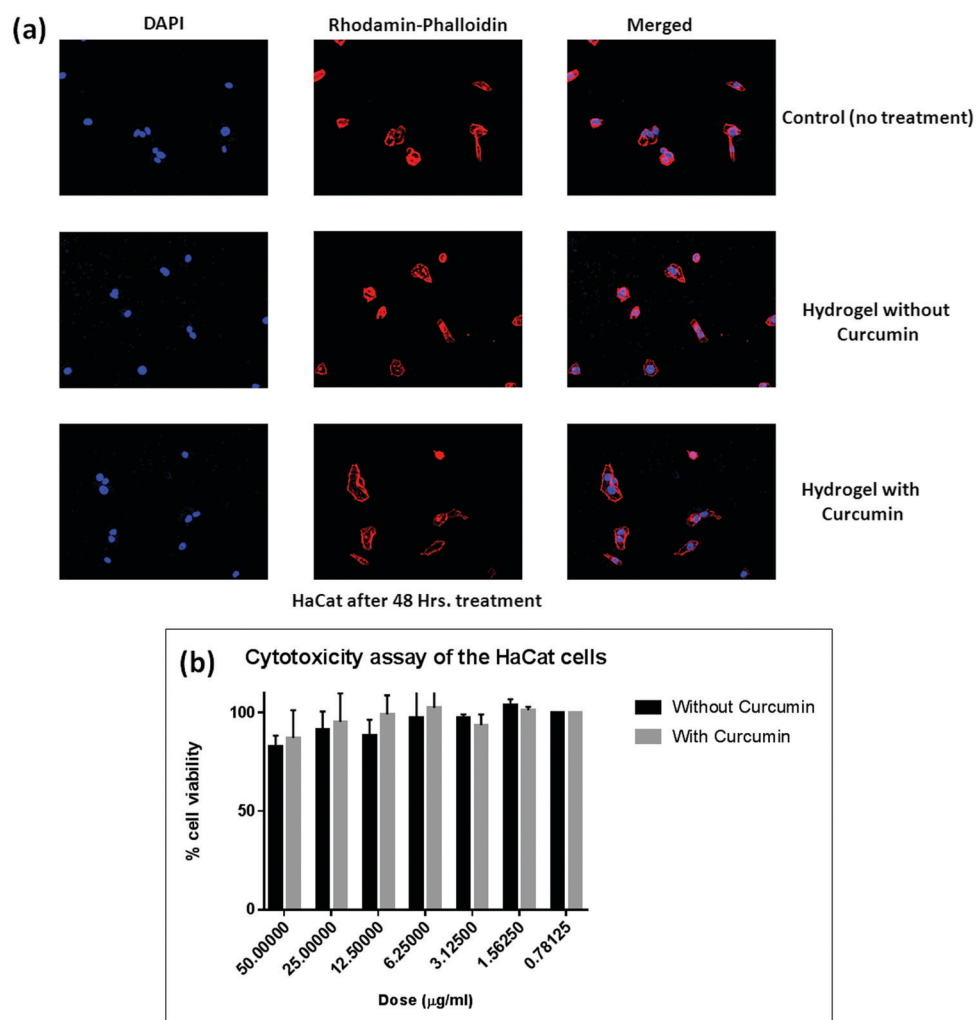 (a)
DAPI
Rhodamin-Phalloidin
Merged
Control (no treatment)
Hydrogel without
Curcumin
Hydrogel with
Curcumin
HaCat after 48 Hrs. treatment
(b)
Cytotoxicity assay of the HaCat cells
Without Curcumin
With Curcumin
% cell viability
100
50
0
50.00000
25.00000
12.50000
6.25000
3.12500
1.56250
0.78125
Dose (μg/ml)